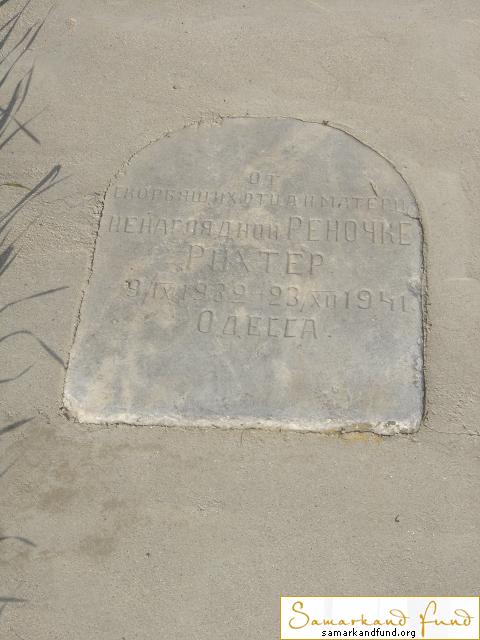 ОТ
СКОРБЯЩИХ ОТЦА И МАТЕРИ
НЕНАГЛЯДНОЙ РЕНОЧКЕ
РИХТЕР
9/IX 1932 - 23/XII 1941
ОДЕССА.
Samarkand Fund
samarkandfund.org